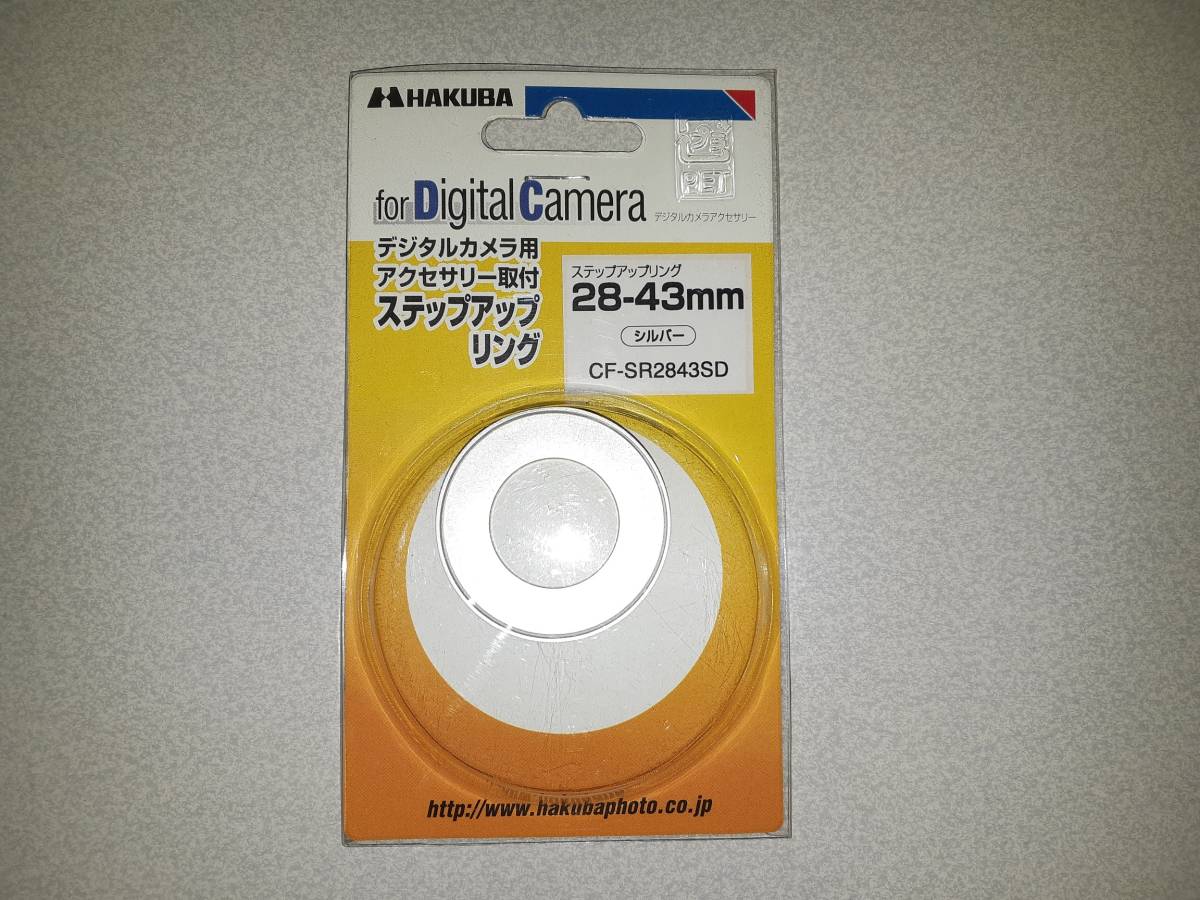 HAKUBA
PET
for Digital Camera
デジタルカメラアクセサリー
デジタルカメラ用
アクセサリー取付
ステップアップ
リング
ステップアップリング
28-43mm
シルバー
CF-SR2843SD
http://www.hakubaphoto.co.jp